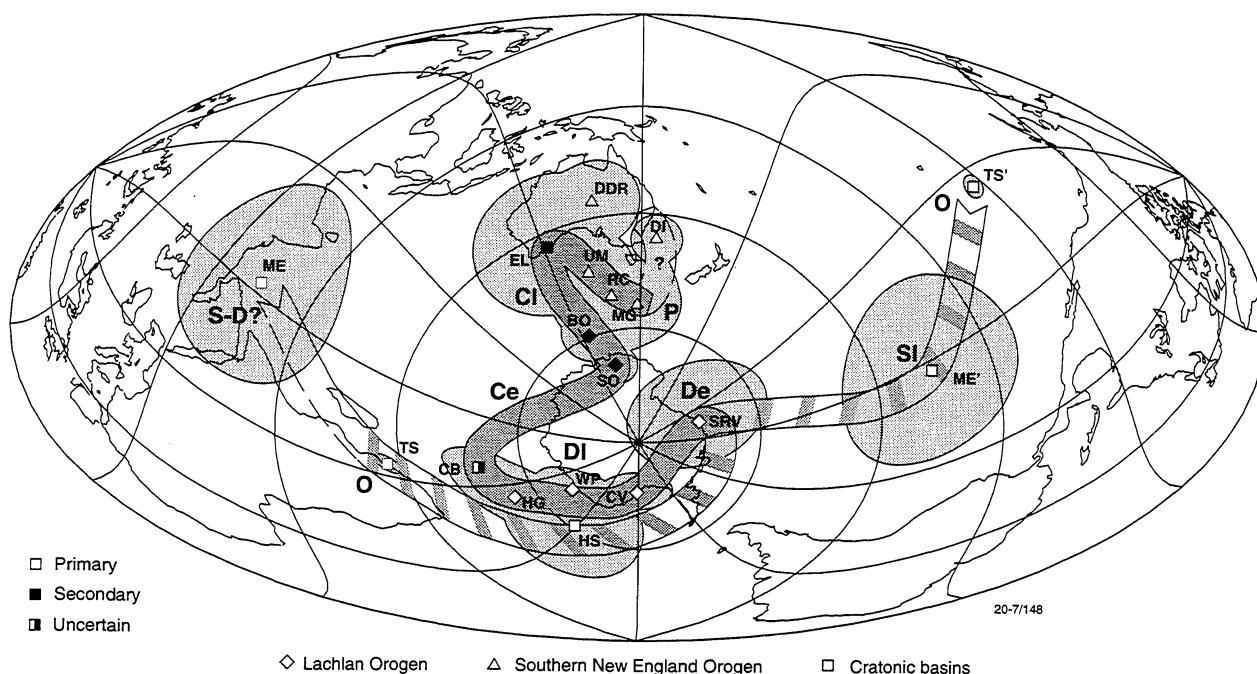 DDR
TS'
O
DI
ME
EL
UM
?
RC
S-D?
CI
MG
P
BO
SI
SO
ME'
Ce
De
SRV
TS
DI
CB
WP
O
HG
CV
HS
Primary
Secondary
Uncertain
20-7/148
Lachlan Orogen
Southern New England Orogen
Cratonic basins